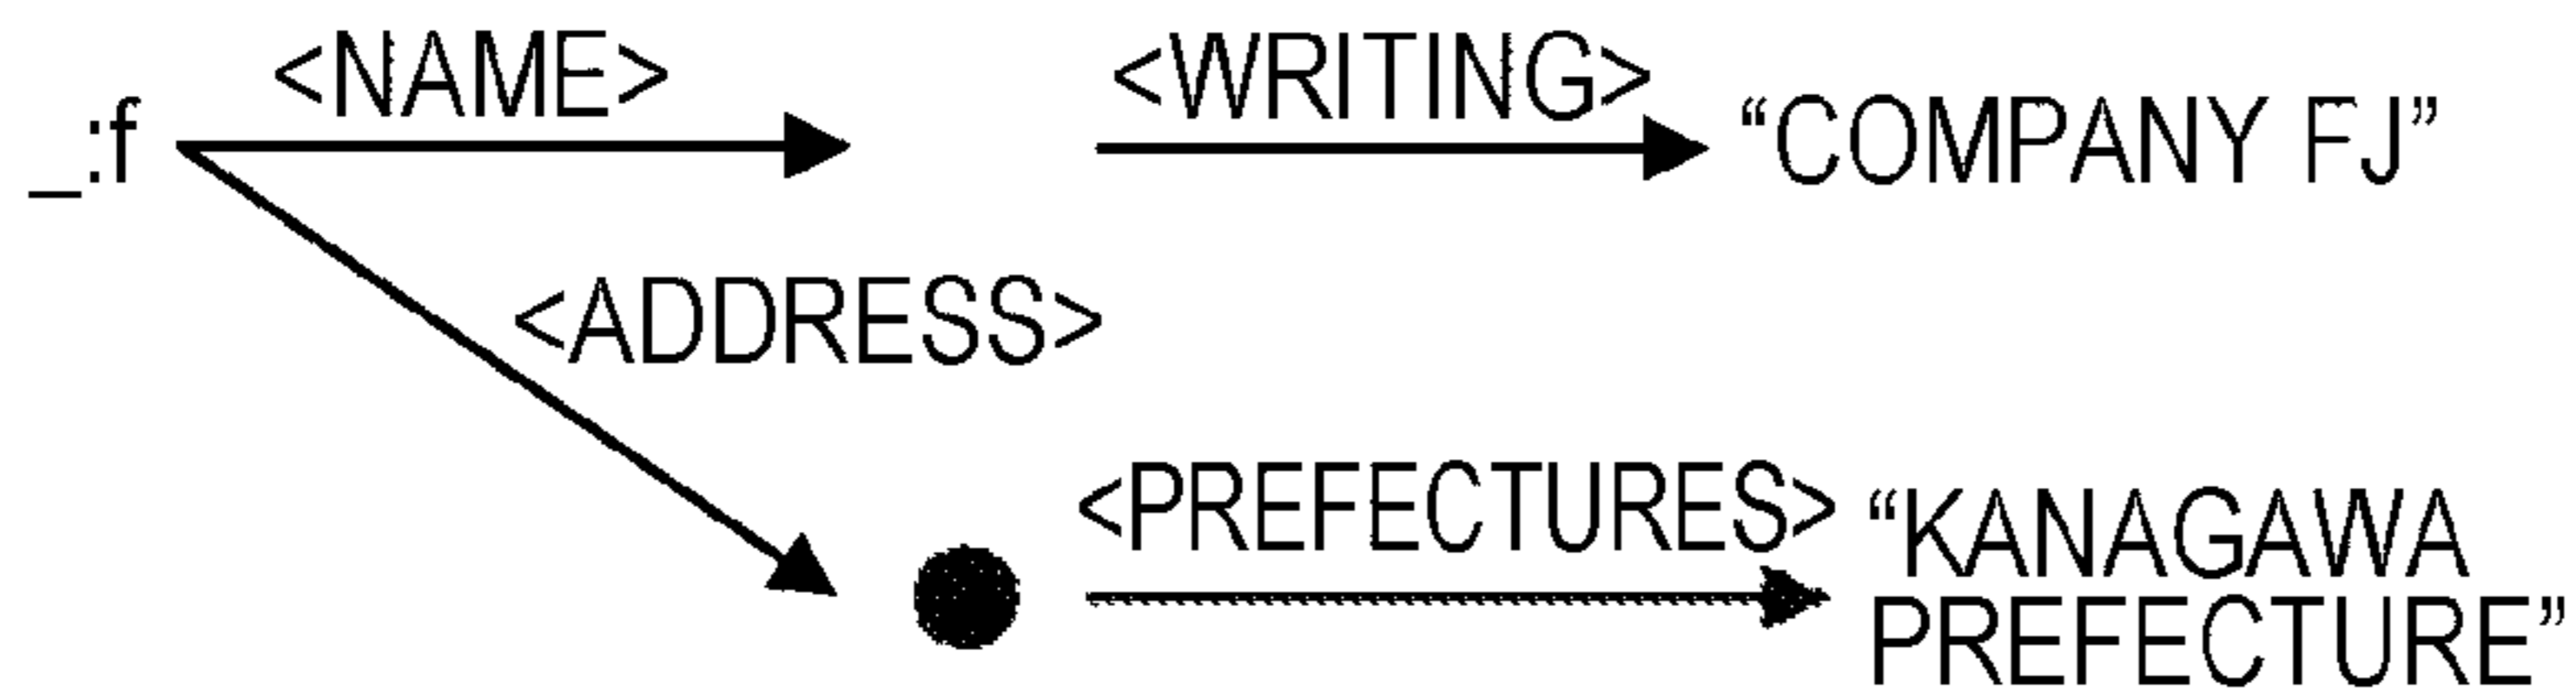 <NAME> <WRITING>
_:f “COMPANY FJ”
<ADDRESS>
<PREFECTURES>
“KANAGAWA
PREFECTURE”